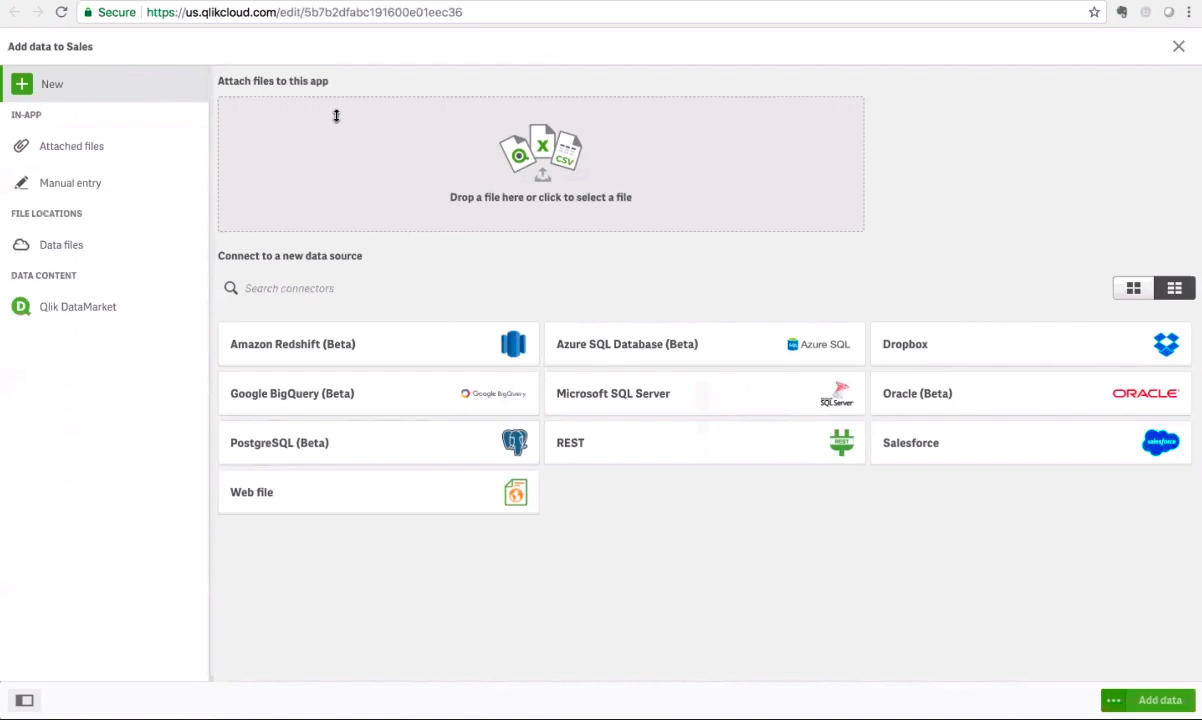 Secure https://us.qlikcloud.com/edit/5b7b2dfabc191600e01eec36
Add data to Sales
New
IN-APP
Attached files
Manual entry
FILE LOCATIONS
Data files
DATA CONTENT
Qlik DataMarket
Attach files to this app
X
CSV
Drop a file here or click to select a file
Connect to a new data source
Search connectors
Amazon Redshift (Beta)
Azure SQL Database (Beta)
SQL Azure SQL
Dropbox
Google BigQuery (Beta)
Google BigQuery
Microsoft SQL Server
SQL Server
Oracle (Beta)
ORACLE
PostgreSQL (Beta)
REST
REST
Salesforce
salesforce
Web file
Add data